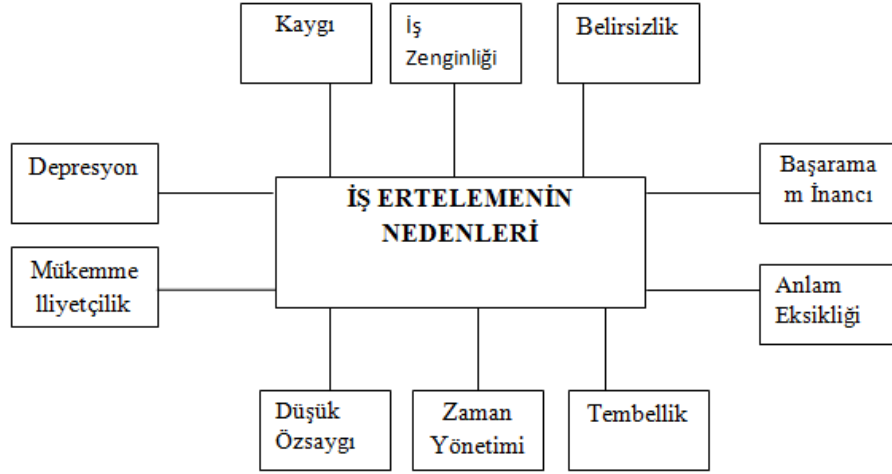 Kaygı
İş
Zenginliği
Belirsizlik
Depresyon
Başarama
m İnancı
İŞ ERTELEMENİN
NEDENLERİ
Mükemme
lliyetçilik
Anlam
Eksikliği
Düşük
Özsaygı
Zaman
Yönetimi
Tembellik